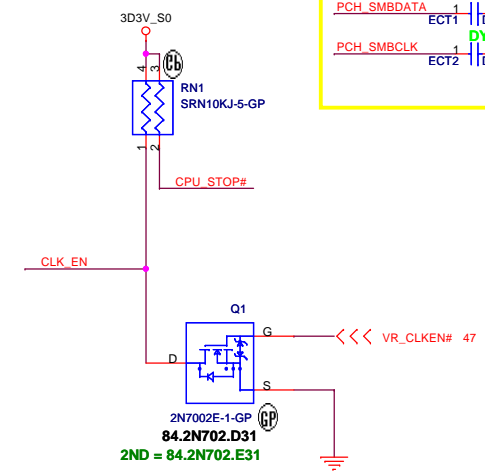 3D3V_S0
PCH_SMBDATA 1
ECT1
DY
PCH_SMBCLK 1
ECT2
4 3
RN1
SRN10KJ-5-GP
1 2
CPU_STOP#
CLK_EN
Q1
G
VR_CLKEN# 47
D
S
2N7002E-1-GP
GP
84.2N702.D31
2ND = 84.2N702.E31